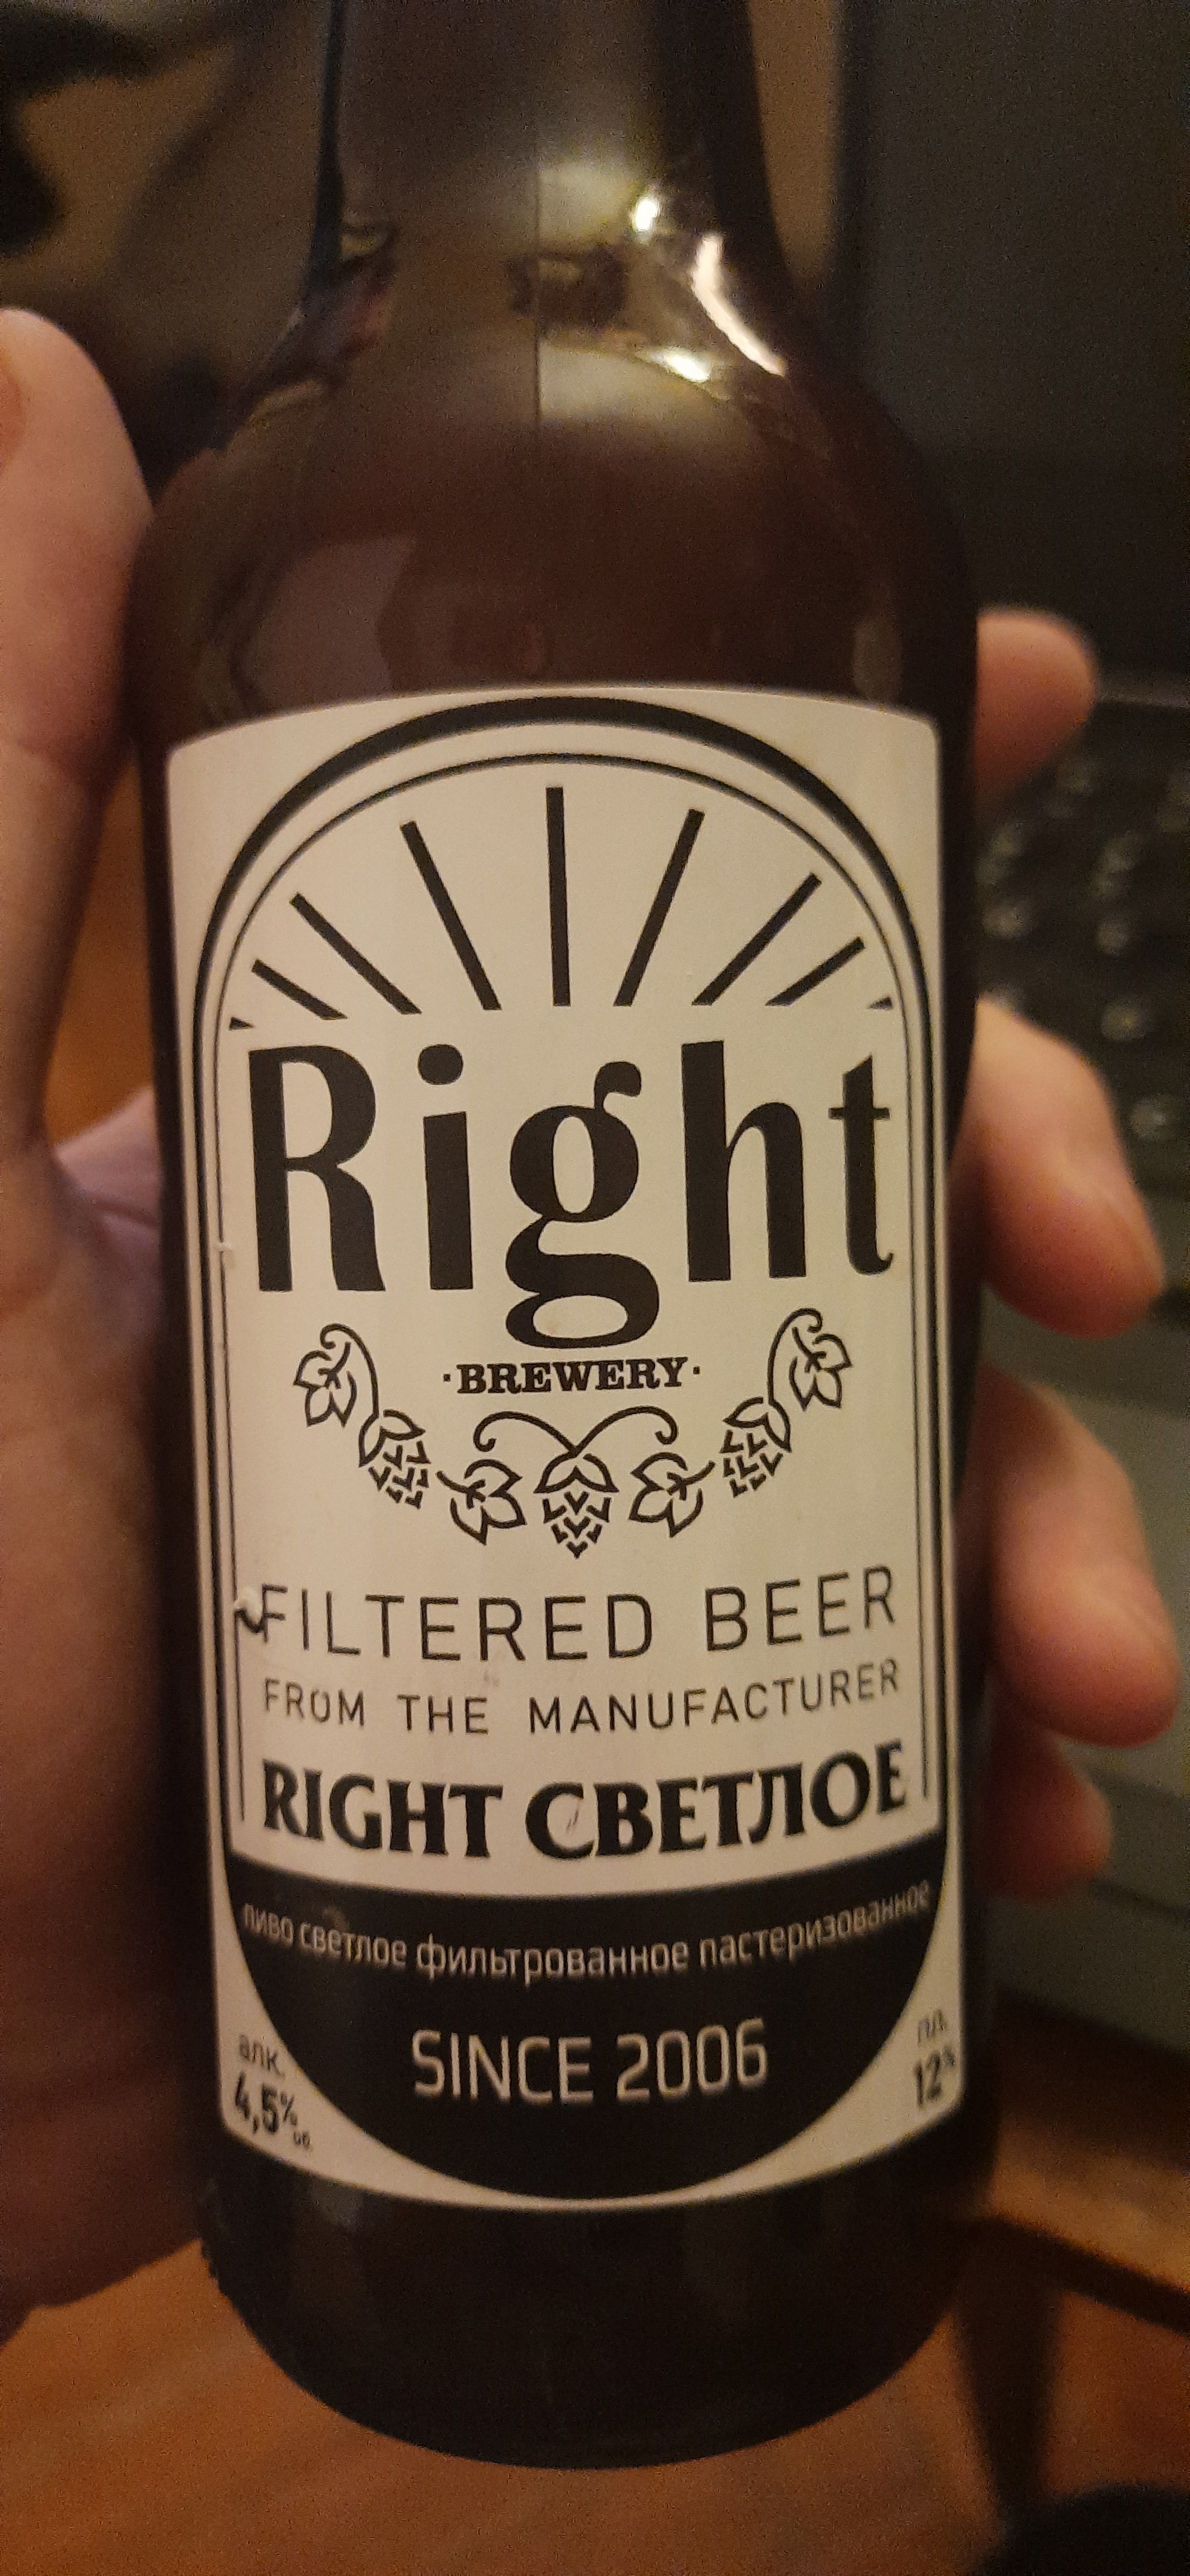 Right
·BREWERY·
FILTERED BEER
FROM THE MANUFACTURER
RIGHT СВЕТЛОЕ
пиво светлое фильтрованное пастеризованное
SINCE 2006
алк.
4,5% об.
пл.
12%